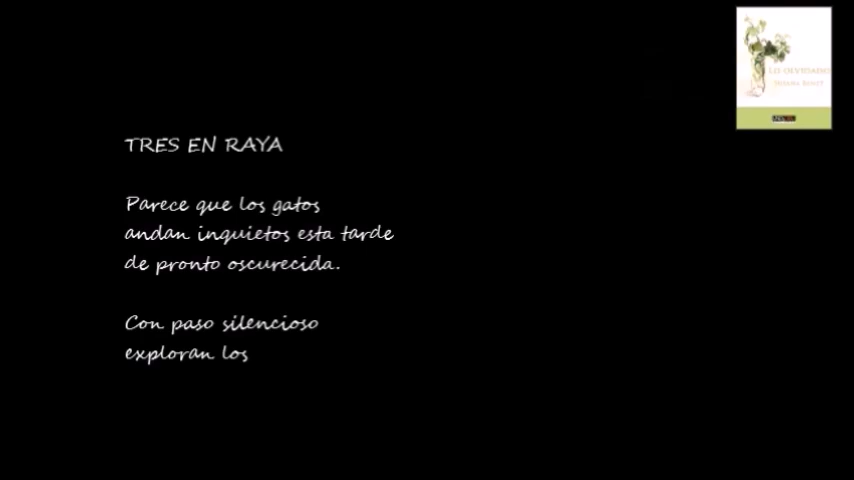 TRES EN RAYA
Parece que los gatos
andan inquietos esta tarde
de pronto oscurecida.
Con paso silencioso
exploran los